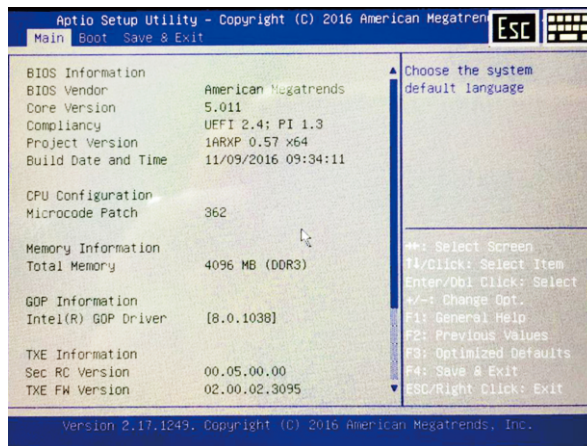 Aptio Setup Utility - Copyright (C) 2016 American
Main Boot Save & Exit
ESC
BIOS Information
BIOS Vendor American Megatrends
Core Version 5.011
Compliancy UEFI 2.4; PI 1.3
Project Version 1ARXP 0.57 x64
Build Date and Time 11/09/2016 09:34:11
CPU Configuration
Microcode Patch 362
Memory Information
Total Memory 4096 MB (DDR3)
GOP Information
Intel(R) GOP Driver [8.0.1038]
TXE Information
Sec RC Version 00.05.00.00
TXE FW Version 02.00.02.3095
Choose the system
default language
: Select Screen
↑↓/Click: Select Item
Enter/Dbl Click: Select
+/-: Change Opt.
F1: General Help
F2: Previous Values
F3: Optimized Defaults
F4: Save & Exit
ESC/Right Click: Exit
Version 2.17.1249. Copyright (C) 2016 American Megatrends, Inc.